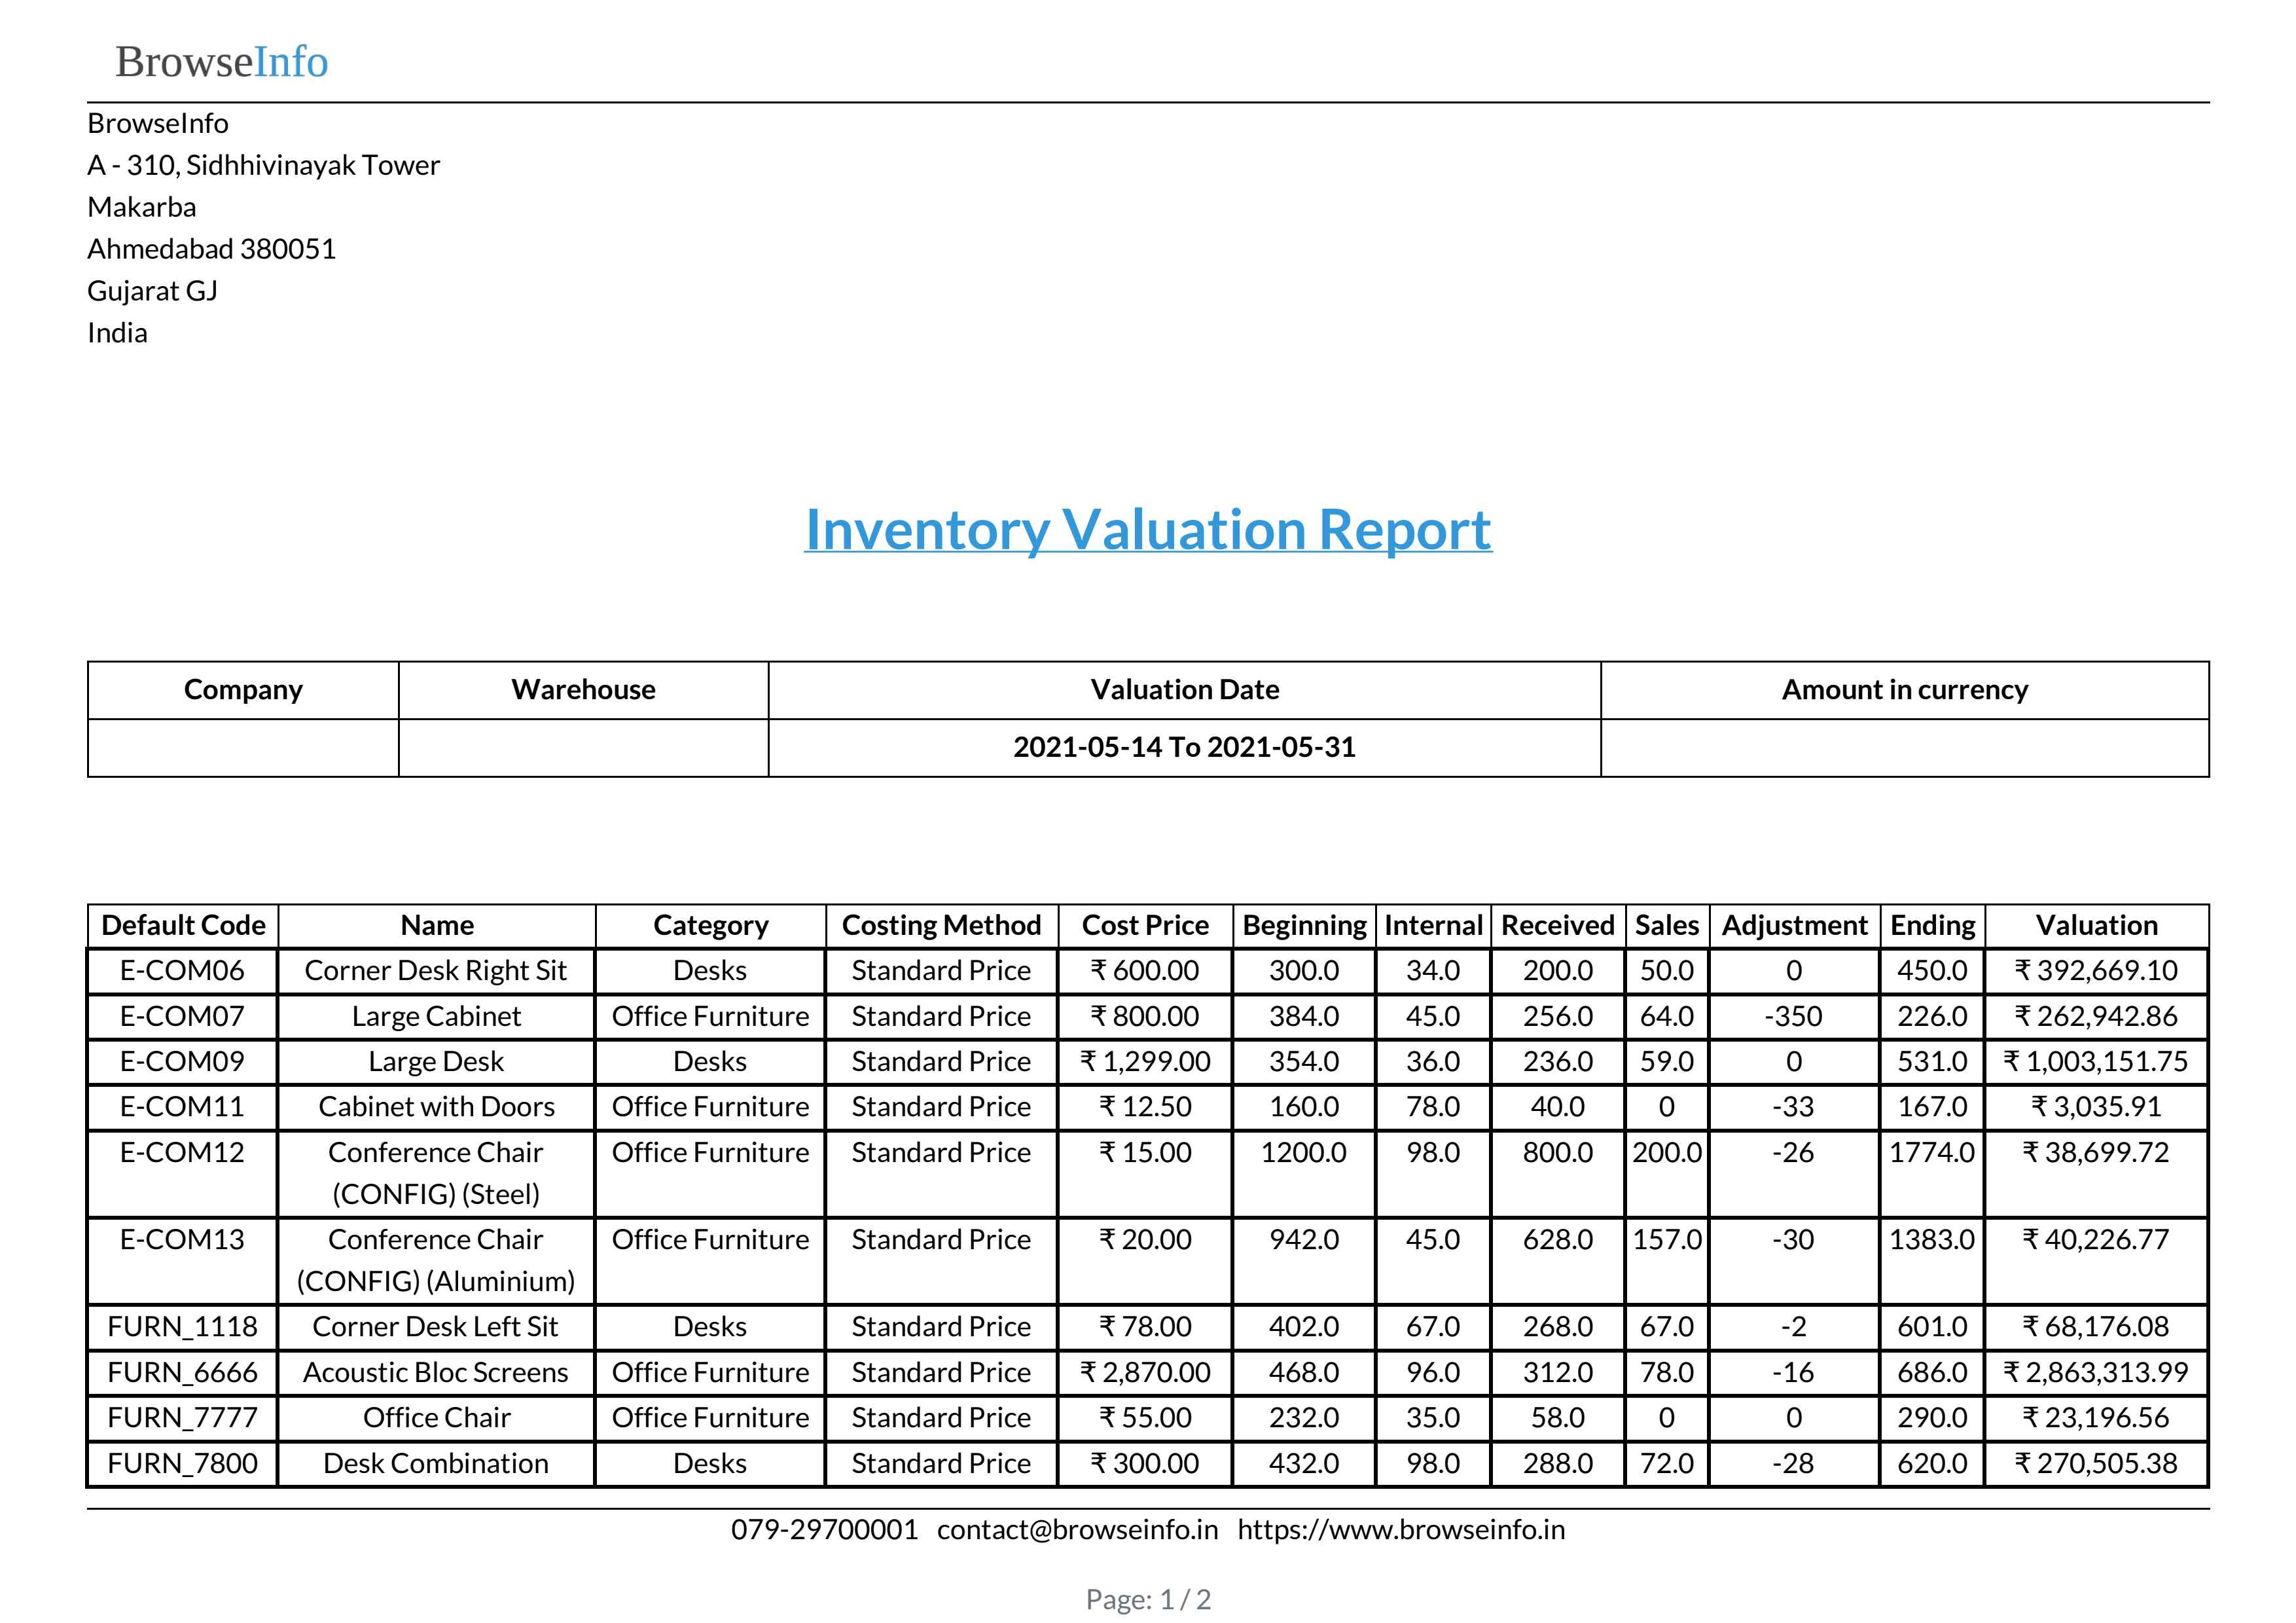 BrowseInfo
BrowseInfo
A - 310, Sidhhivinayak Tower
Makarba
Ahmedabad 380051
Gujarat GJ
India
Inventory Valuation Report
Company Warehouse Valuation Date Amount in currency
2021-05-14 To 2021-05-31
Default Code Name Category Costing Method Cost Price Beginning Internal Received Sales Adjustment Ending Valuation
E-COM06 Corner Desk Right Sit Desks Standard Price ₹ 600.00 300.0 34.0 200.0 50.0 0 450.0 ₹ 392,669.10
E-COM07 Large Cabinet Office Furniture Standard Price ₹ 800.00 384.0 45.0 256.0 64.0 -350 226.0 ₹ 262,942.86
E-COM09 Large Desk Desks Standard Price ₹ 1,299.00 354.0 36.0 236.0 59.0 0 531.0 ₹ 1,003,151.75
E-COM11 Cabinet with Doors Office Furniture Standard Price ₹ 12.50 160.0 78.0 40.0 0 -33 167.0 ₹ 3,035.91
E-COM12 Conference Chair Office Furniture Standard Price ₹ 15.00 1200.0 98.0 800.0 200.0 -26 1774.0 ₹ 38,699.72
(CONFIG) (Steel)
E-COM13 Conference Chair Office Furniture Standard Price ₹ 20.00 942.0 45.0 628.0 157.0 -30 1383.0 ₹ 40,226.77
(CONFIG) (Aluminium)
FURN_1118 Corner Desk Left Sit Desks Standard Price ₹ 78.00 402.0 67.0 268.0 67.0 -2 601.0 ₹ 68,176.08
FURN_6666 Acoustic Bloc Screens Office Furniture Standard Price ₹ 2,870.00 468.0 96.0 312.0 78.0 -16 686.0 ₹ 2,863,313.99
FURN_7777 Office Chair Office Furniture Standard Price ₹ 55.00 232.0 35.0 58.0 0 0 290.0 ₹ 23,196.56
FURN_7800 Desk Combination Desks Standard Price ₹ 300.00 432.0 98.0 288.0 72.0 -28 620.0 ₹ 270,505.38
079-29700001 contact@browseinfo.in https://www.browseinfo.in
Page: 1 / 2